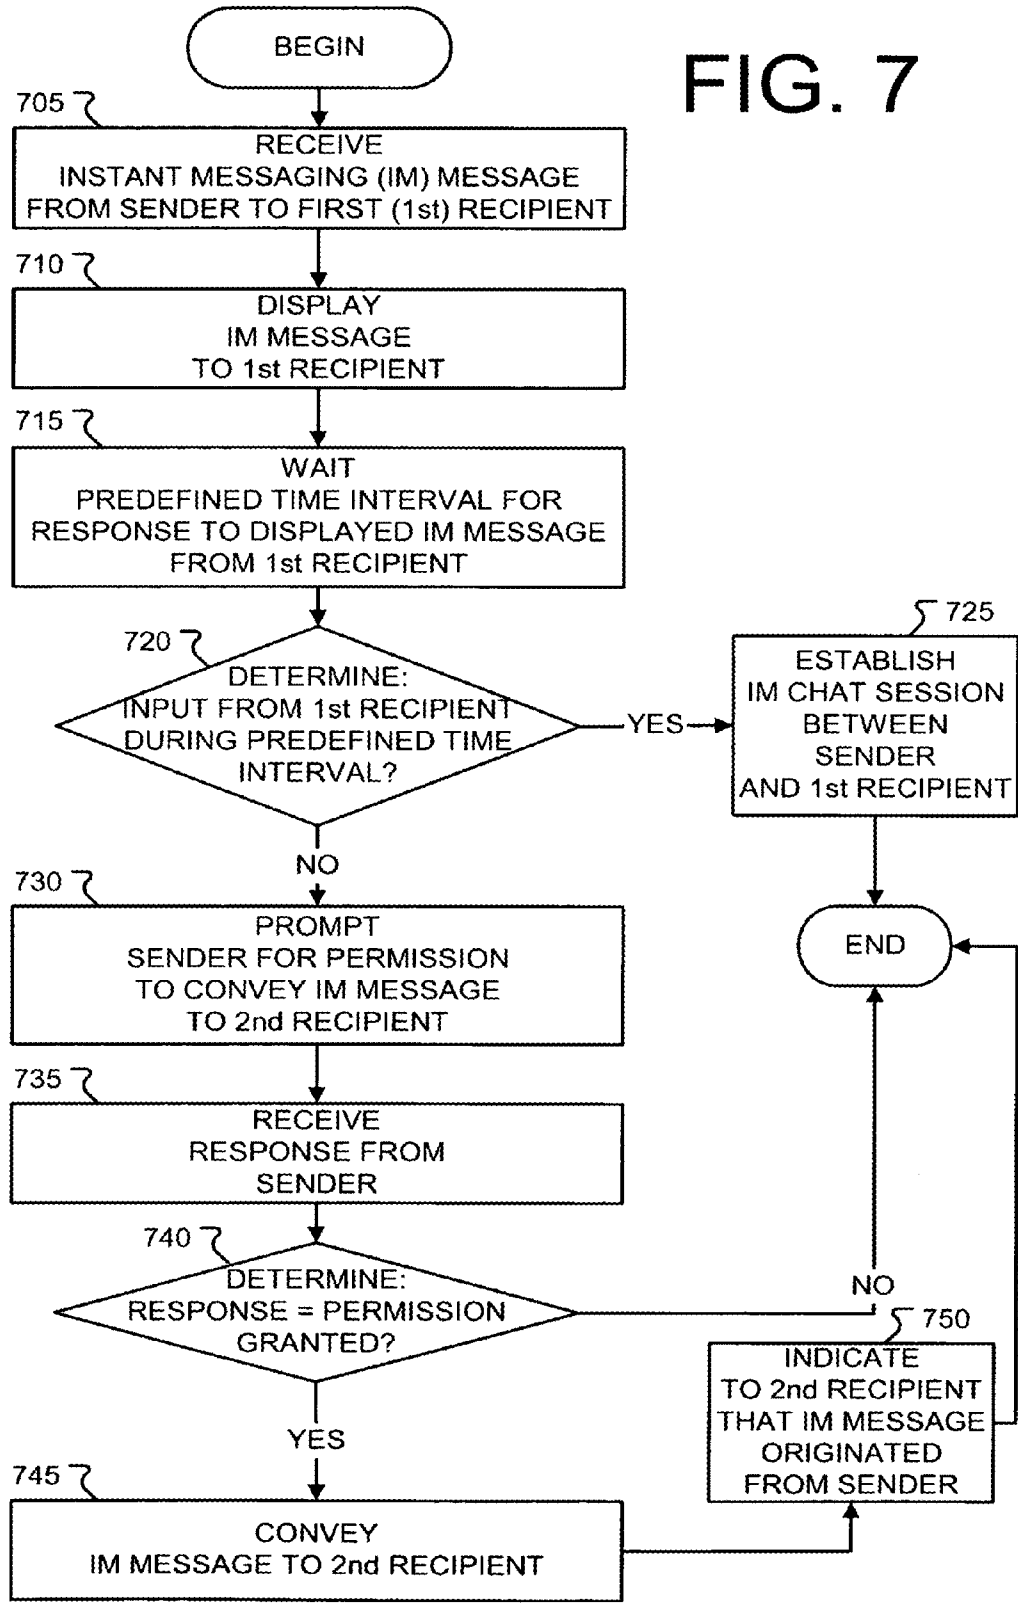 BEGIN
FIG. 7
705
RECEIVE
INSTANT MESSAGING (IM) MESSAGE
FROM SENDER TO FIRST (1st) RECIPIENT
710
DISPLAY
IM MESSAGE
TO 1st RECIPIENT
715
WAIT
PREDEFINED TIME INTERVAL FOR
RESPONSE TO DISPLAYED IM MESSAGE
FROM 1st RECIPIENT
720
DETERMINE:
INPUT FROM 1st RECIPIENT
DURING PREDEFINED TIME
INTERVAL?
YES
725
ESTABLISH
IM CHAT SESSION
BETWEEN
SENDER
AND 1st RECIPIENT
NO
END
730
PROMPT
SENDER FOR PERMISSION
TO CONVEY IM MESSAGE
TO 2nd RECIPIENT
735
RECEIVE
RESPONSE FROM
SENDER
740
DETERMINE:
RESPONSE = PERMISSION
GRANTED?
NO
YES
745
CONVEY
IM MESSAGE TO 2nd RECIPIENT
750
INDICATE
TO 2nd RECIPIENT
THAT IM MESSAGE
ORIGINATED
FROM SENDER